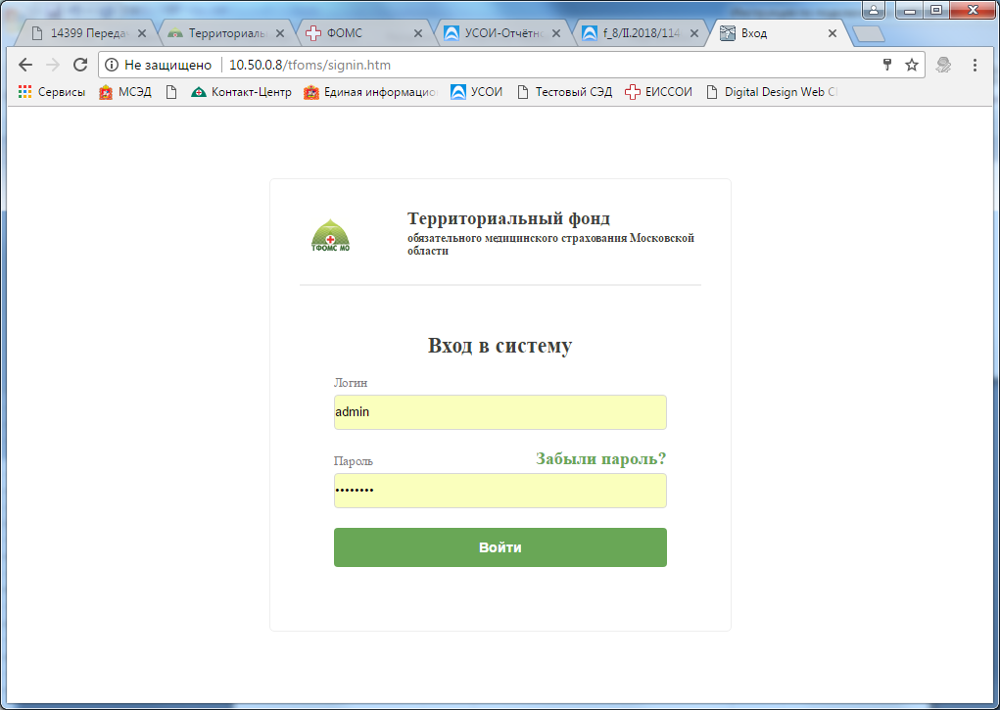 14399 Переда
Территориаль
ФОМС
УСОИ-Отчётно
f_8/II.2018/114
Вход
Не защищено
10.50.0.8/tfoms/signin.htm
Сервисы
МСЭД
Контакт-Центр
Единая информацио
УСОИ
Тестовый СЭД
ЕИССОИ
Digital Design Web C
ТФОМС МО
Территориальный фонд
обязательного медицинского страхования Московской
области
Вход в систему
Логин
admin
Пароль
Забыли пароль?
••••••••
Войти